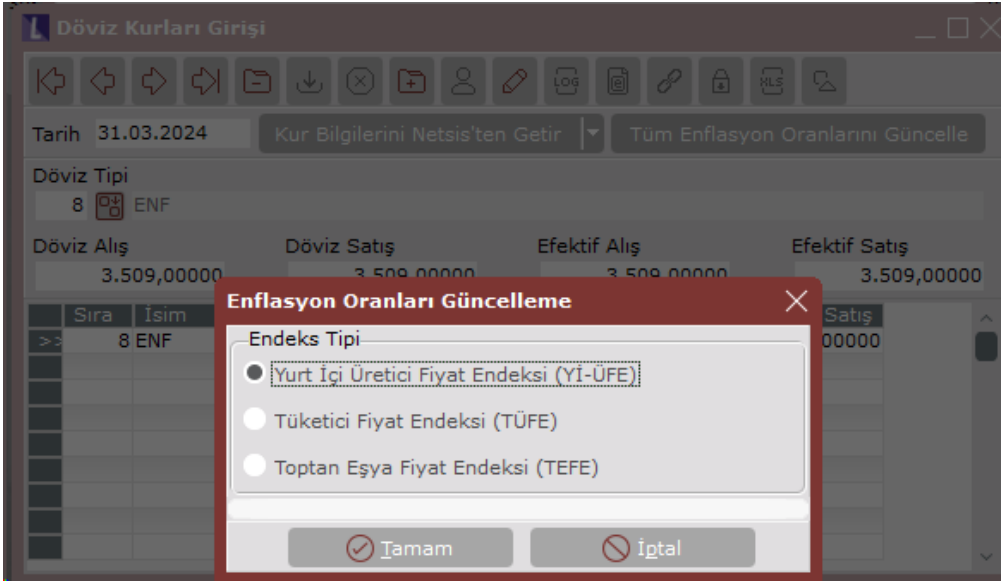 Döviz Kurları Girişi
LOG
XLS
Tarih 31.03.2024 Kur Bilgilerini Netsis'ten Getir Tüm Enflasyon Oranlarını Güncelle
Döviz Tipi
8 ENF
Döviz Alış Döviz Satış Efektif Alış Efektif Satış
3.509,00000 3.509,00000 3.509,00000 3.509,00000
Enflasyon Oranları Güncelleme
Sıra İsim Satış
>> 8 ENF 00000
Endeks Tipi
Yurt İçi Üretici Fiyat Endeksi (Yİ-ÜFE)
Tüketici Fiyat Endeksi (TÜFE)
Toptan Eşya Fiyat Endeksi (TEFE)
Tamam İptal